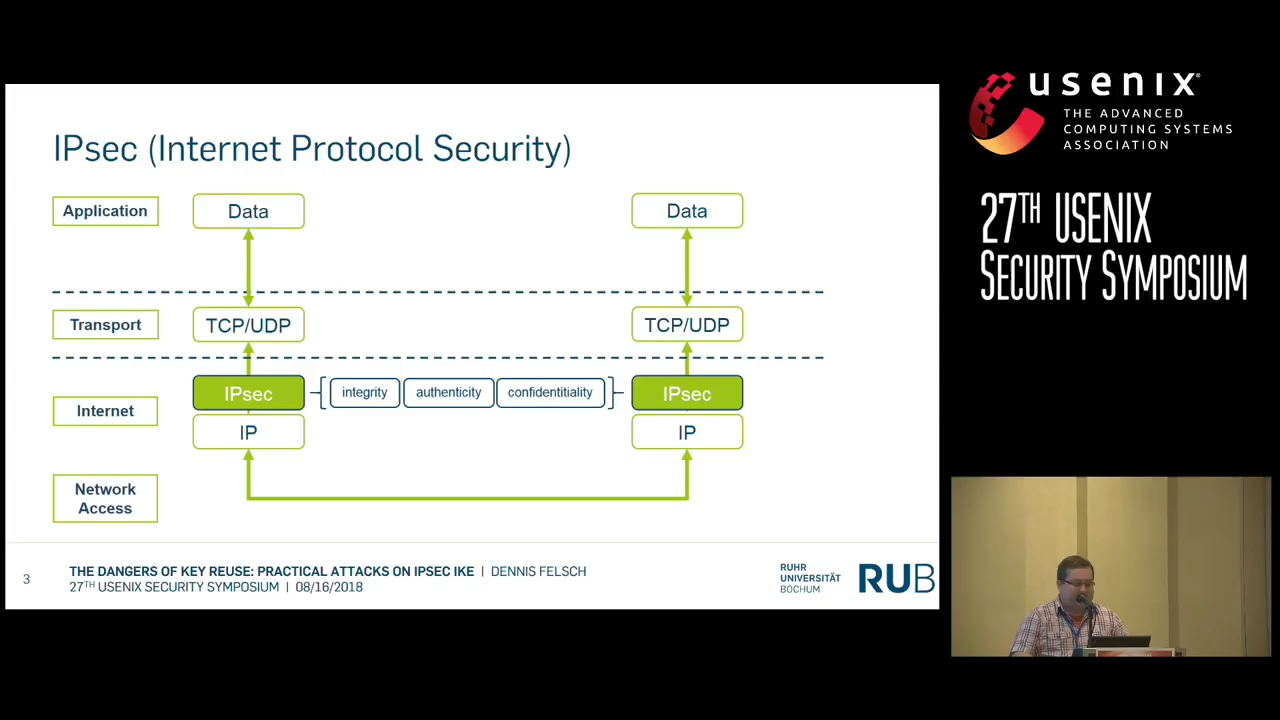 IPsec (Internet Protocol Security)
Application
Data
Data
Transport
TCP/UDP
TCP/UDP
Internet
IPsec
integrity
authenticity
confidentitiality
IPsec
IP
IP
Network
Access
3
THE DANGERS OF KEY REUSE: PRACTICAL ATTACKS ON IPSEC IKE | DENNIS FELSCH
27TH USENIX SECURITY SYMPOSIUM | 08/16/2018
RUHR
UNIVERSITÄT
BOCHUM
RUB
usenix®
THE ADVANCED
COMPUTING SYSTEMS
ASSOCIATION
27TH USENIX
SECURITY SYMPOSIUM